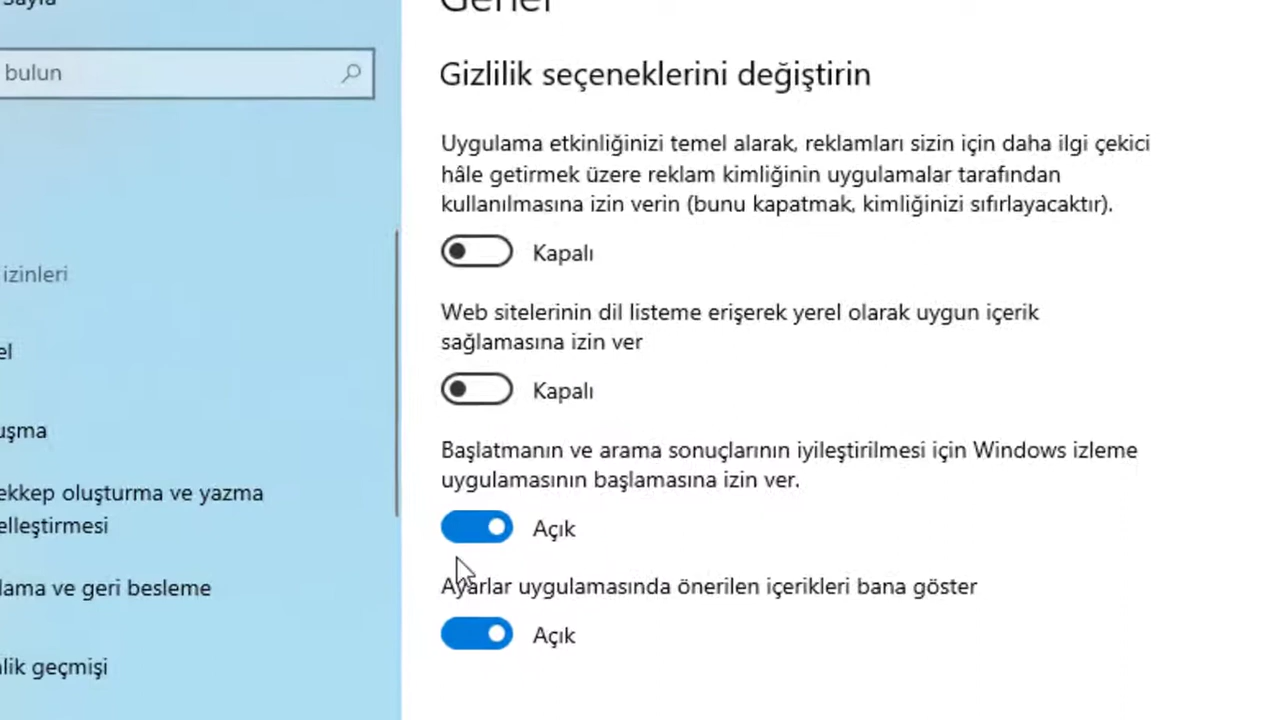 Sayfa
Genel
bulun
Gizlilik seçeneklerini değiştirin
Uygulama etkinliğinizi temel alarak, reklamları sizin için daha ilgi çekici
hâle getirmek üzere reklam kimliğinin uygulamalar tarafından
kullanılmasına izin verin (bunu kapatmak, kimliğinizi sıfırlayacaktır).
Kapalı
izinleri
Web sitelerinin dil listeme erişerek yerel olarak uygun içerik
sağlamasına izin ver
el
Kapalı
uşma
Başlatmanın ve arama sonuçlarının iyileştirilmesi için Windows izleme
uygulamasının başlamasına izin ver.
ekkep oluşturma ve yazma
elleştirmesi
Açık
lama ve geri besleme
Ayarlar uygulamasında önerilen içerikleri bana göster
Açık
lik geçmişi